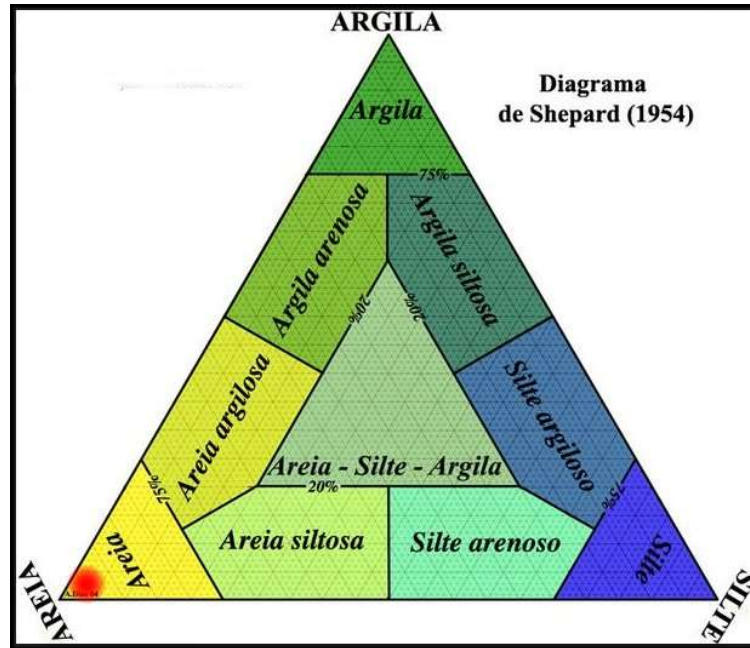 ARGILA
Diagrama
de Shepard (1954)
Argila
75%
Argila arenosa
Argila siltosa
20%
20%
Areia argilosa
Silte argiloso
Areia - Silte - Argila
20%
75%
75%
Areia
Areia siltosa
Silte arenoso
Silte
AREIA
SILTE